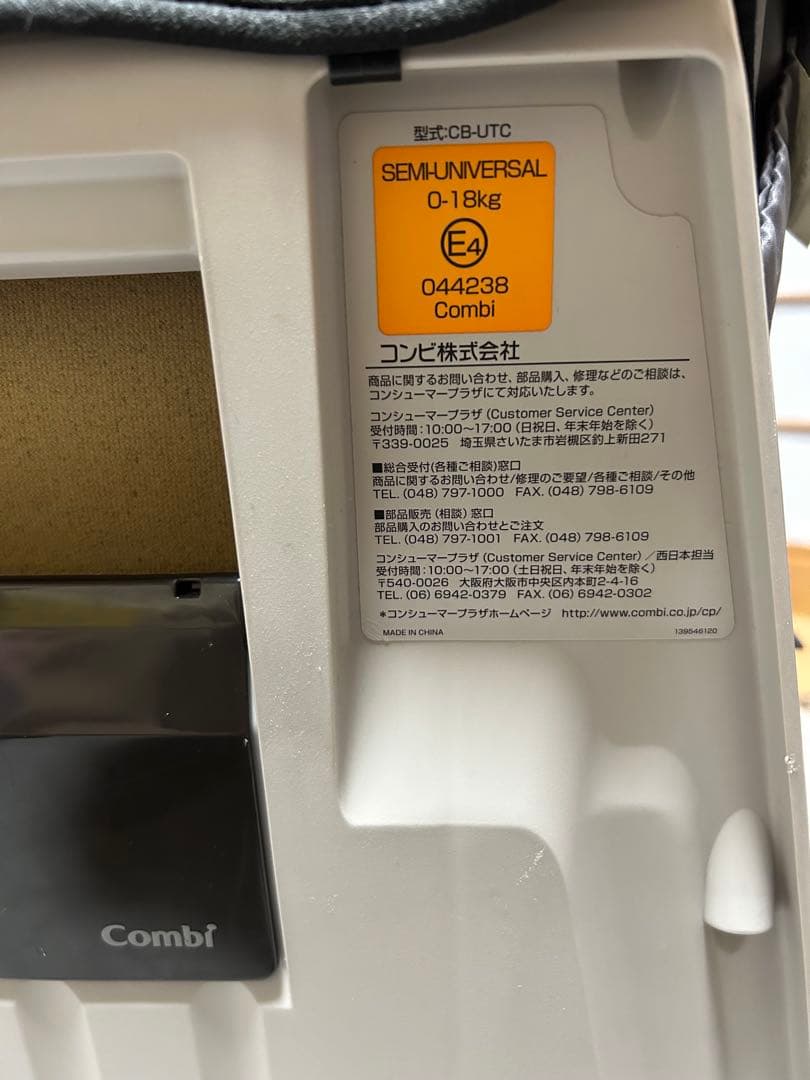 型式:CB-UTC
SEMI-UNIVERSAL
0-18kg
E4
044238
Combi
コンビ株式会社
商品に関するお問い合わせ、部品購入、修理などのご相談は、
コンシューマープラザにて対応いたします。
コンシューマープラザ (Customer Service Center)
受付時間:10:00〜17:00 (日祝日、年末年始を除く)
〒339-0025 埼玉県さいたま市岩槻区釣上新田271
■総合受付(各種ご相談)窓口
商品に関するお問い合わせ/修理のご要望/各種ご相談/その他
TEL. (048) 797-1000 FAX. (048) 798-6109
■部品販売 (相談) 窓口
部品購入のお問い合わせとご注文
TEL. (048) 797-1001 FAX. (048) 798-6109
コンシューマープラザ (Customer Service Center) /西日本担当
受付時間:10:00〜17:00 (土日祝日、年末年始を除く)
〒540-0026 大阪府大阪市中央区内本町2-4-16
TEL. (06) 6942-0379 FAX. (06) 6942-0302
*コンシューマープラザホームページ http://www.combi.co.jp/cp/
MADE IN CHINA 139546120
Combi